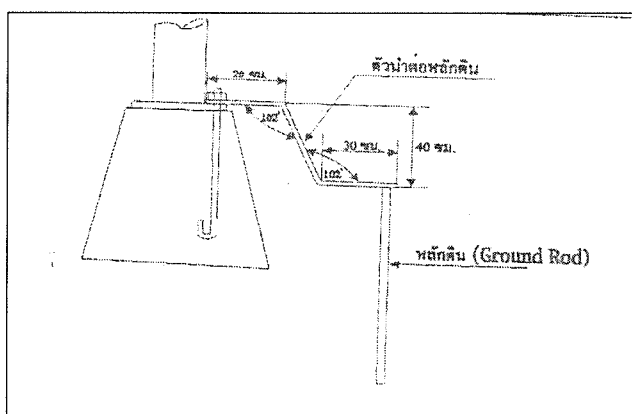 20 ซม.
ตัวนำต่อหลักดิน
102°
30 ซม.
40 ซม.
102°
หลักดิน (Ground Rod)